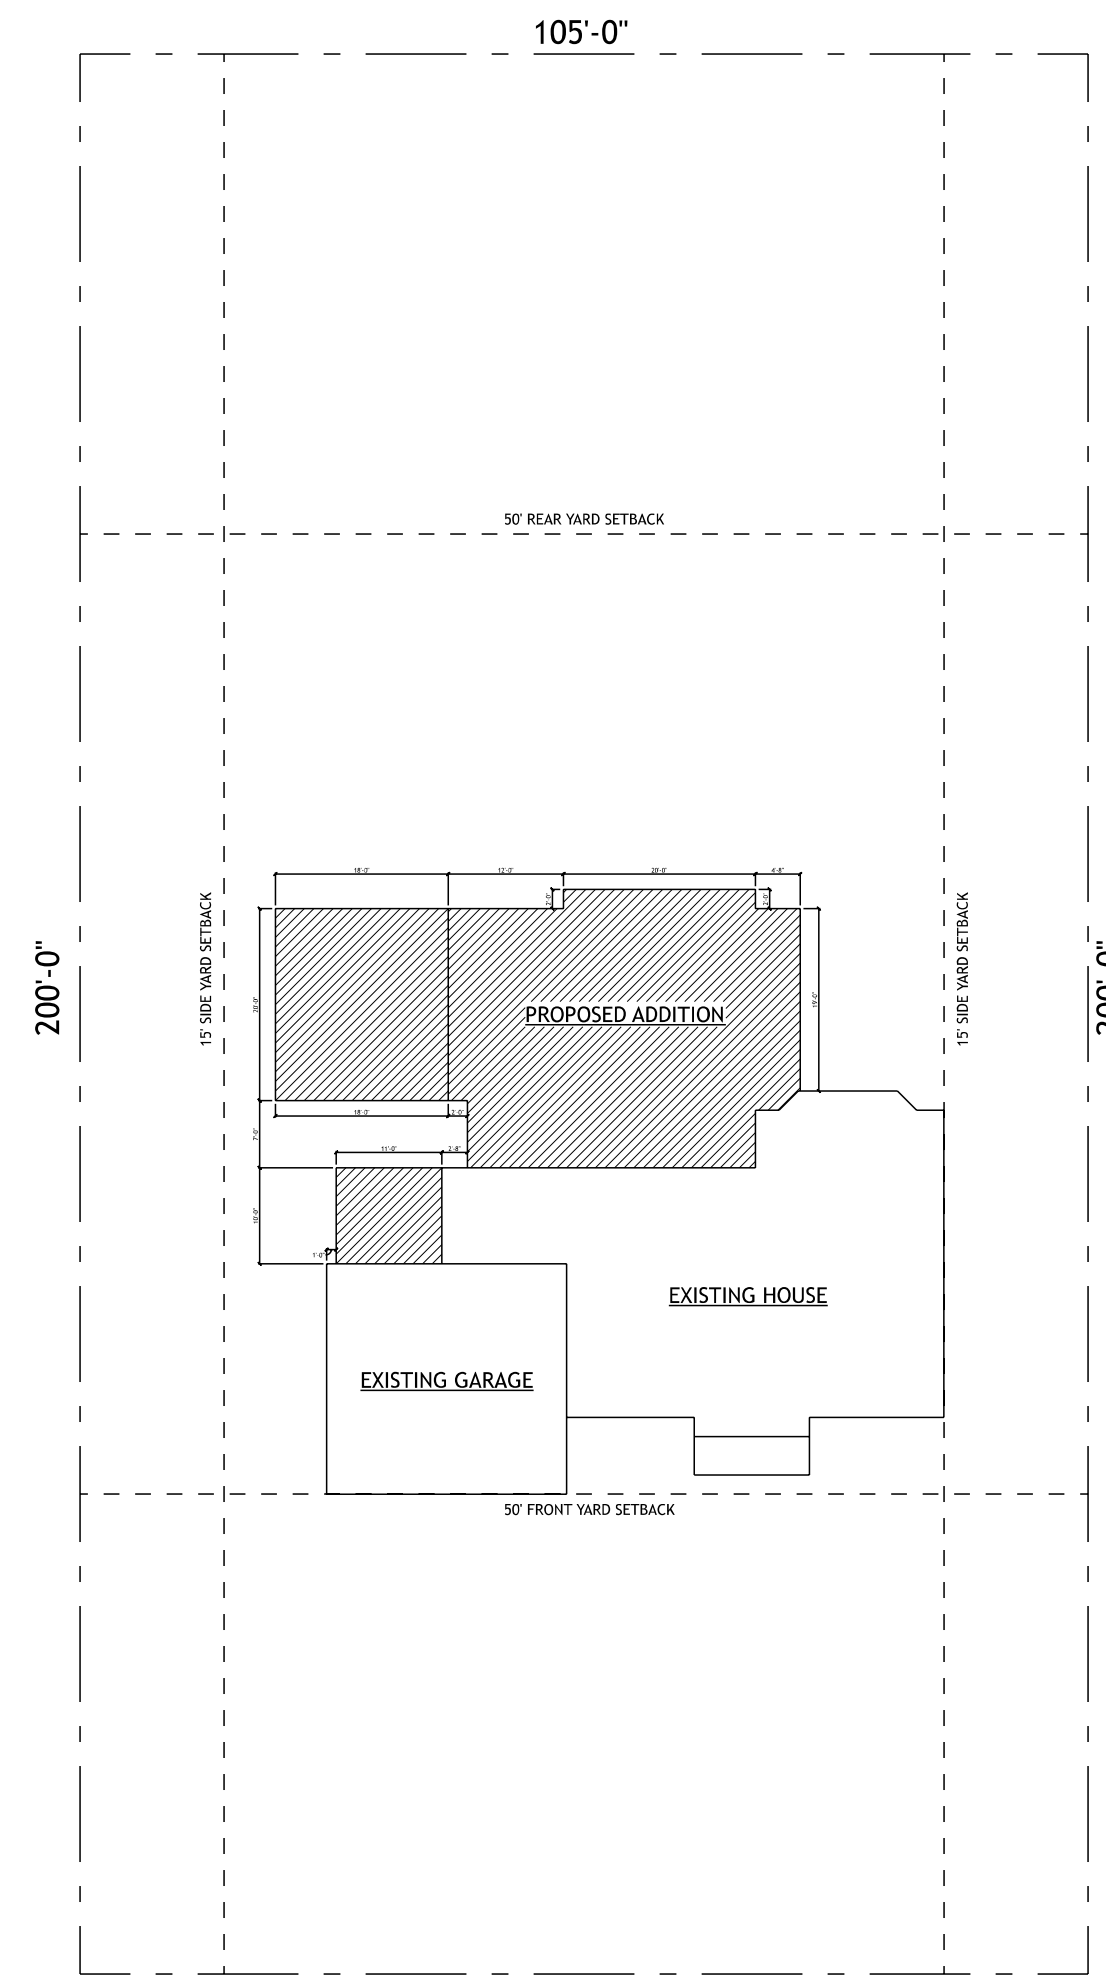 105'-0"
50' REAR YARD SETBACK
18'-0"
12'-0"
20'-0"
4'-8"
2'-0"
2'-0"
200'-0"
15' SIDE YARD SETBACK
20'-0"
PROPOSED ADDITION
19'-0"
15' SIDE YARD SETBACK
200'-0"
18'-0"
2'-0"
7'-0"
11'-0"
2'-8"
10'-0"
1'-0"
EXISTING HOUSE
EXISTING GARAGE
50' FRONT YARD SETBACK